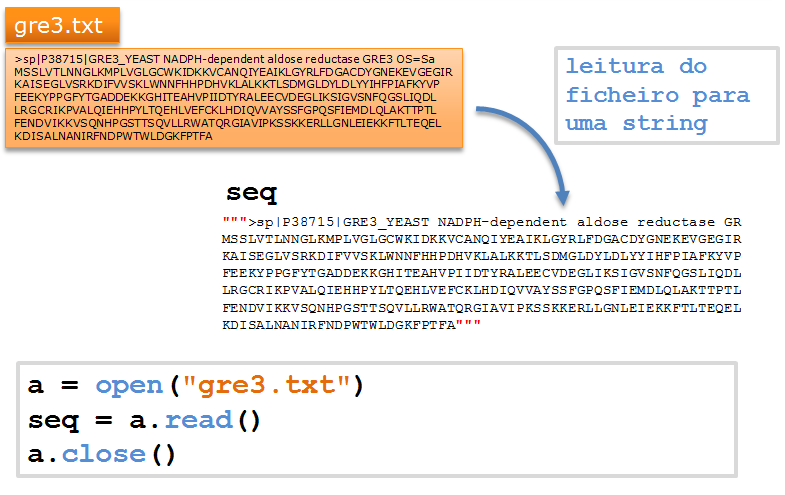 gre3.txt
>sp|P38715|GRE3_YEAST NADPH-dependent aldose reductase GRE3 OS=Sa
MSSLVTLNNGLKMPLVGLGCWKIDKKVCANQIYEAIKLGYRLFDGACDYGNEKEVGEGIR
KAISEGLVSRKDIFVVSKLWNNFHHPDHVKLALKKTLSDMGLDYLDLYYIHFPIAFKYVP
FEEKYPPGFYTGADDEKKGHITEAHVPIIDTYRALEECVDEGLIKSIGVSNFQGSLIQDL
LRGCRIKPVALQIEHHPYLTQEHLVEFCKLHDIQVVAYSSFGPQSFIEMDLQLAKTTPTL
FENDVIKKVSQNHPGSTTSQVLLRWATQRGIAVIPKSSKKERLLGNLEIEKKFTLTEQEL
KDISALNANIRFNDPWTWLDGKFPTFA
leitura do
ficheiro para
uma string
seq
""">sp|P38715|GRE3_YEAST NADPH-dependent aldose reductase GR
MSSLVTLNNGLKMPLVGLGCWKIDKKVCANQIYEAIKLGYRLFDGACDYGNEKEVGEGIR
KAISEGLVSRKDIFVVSKLWNNFHHPDHVKLALKKTLSDMGLDYLDLYYIHFPIAFKYVP
FEEKYPPGFYTGADDEKKGHITEAHVPIIDTYRALEECVDEGLIKSIGVSNFQGSLIQDL
LRGCRIKPVALQIEHHPYLTQEHLVEFCKLHDIQVVAYSSFGPQSFIEMDLQLAKTTPTL
FENDVIKKVSQNHPGSTTSQVLLRWATQRGIAVIPKSSKKERLLGNLEIEKKFTLTEQEL
KDISALNANIRFNDPWTWLDGKFPTFA"""
a = open("gre3.txt")
seq = a.read()
a.close()